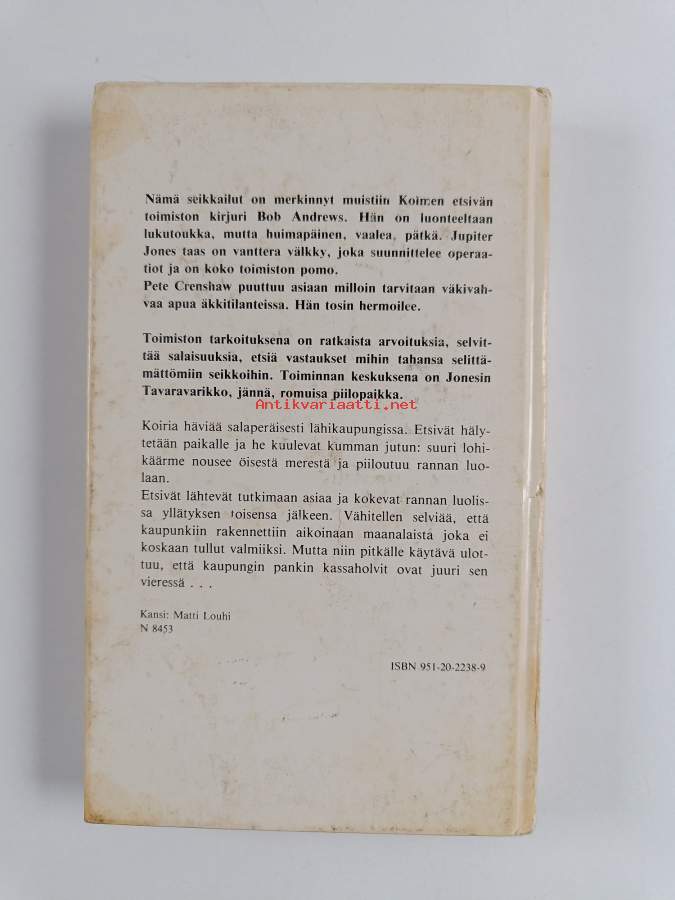 Nämä seikkailut on merkinnyt muistiin Kolmen etsivän
toimiston kirjuri Bob Andrews. Hän on luonteeltaan
lukutoukka, mutta huimapäinen, vaalea, pätkä. Jupiter
Jones taas on vanttera välkky, joka suunnittelee operaa-
tiot ja on koko toimiston pomo.
Pete Crenshaw puuttuu asiaan milloin tarvitaan väkivah-
vaa apua äkkitilanteissa. Hän tosin hermoilee.
Toimiston tarkoituksena on ratkaista arvoituksia, selvit-
tää salaisuuksia, etsiä vastaukset mihin tahansa selittä-
mättömiin seikkoihin. Toiminnan keskuksena on Jonesin
Tavaravarikko, jännä, romuisa piilopaikka.
Antikvariaatti.net
Koiria häviää salaperäisesti lähikaupungissa. Etsivät häly-
tetään paikalle ja he kuulevat kumman jutun: suuri lohi-
käärme nousee öisestä merestä ja piiloutuu rannan luo-
laan.
Etsivät lähtevät tutkimaan asiaa ja kokevat rannan luolis-
sa yllätyksen toisensa jälkeen. Vähitellen selviää, että
kaupunkiin rakennettiin aikoinaan maanalaista joka ei
koskaan tullut valmiiksi. Mutta niin pitkälle käytävä ulot-
tuu, että kaupungin pankin kassaholvit ovat juuri sen
vieressä . . .
Kansi: Matti Louhi
N 8453
ISBN 951-20-2238-9